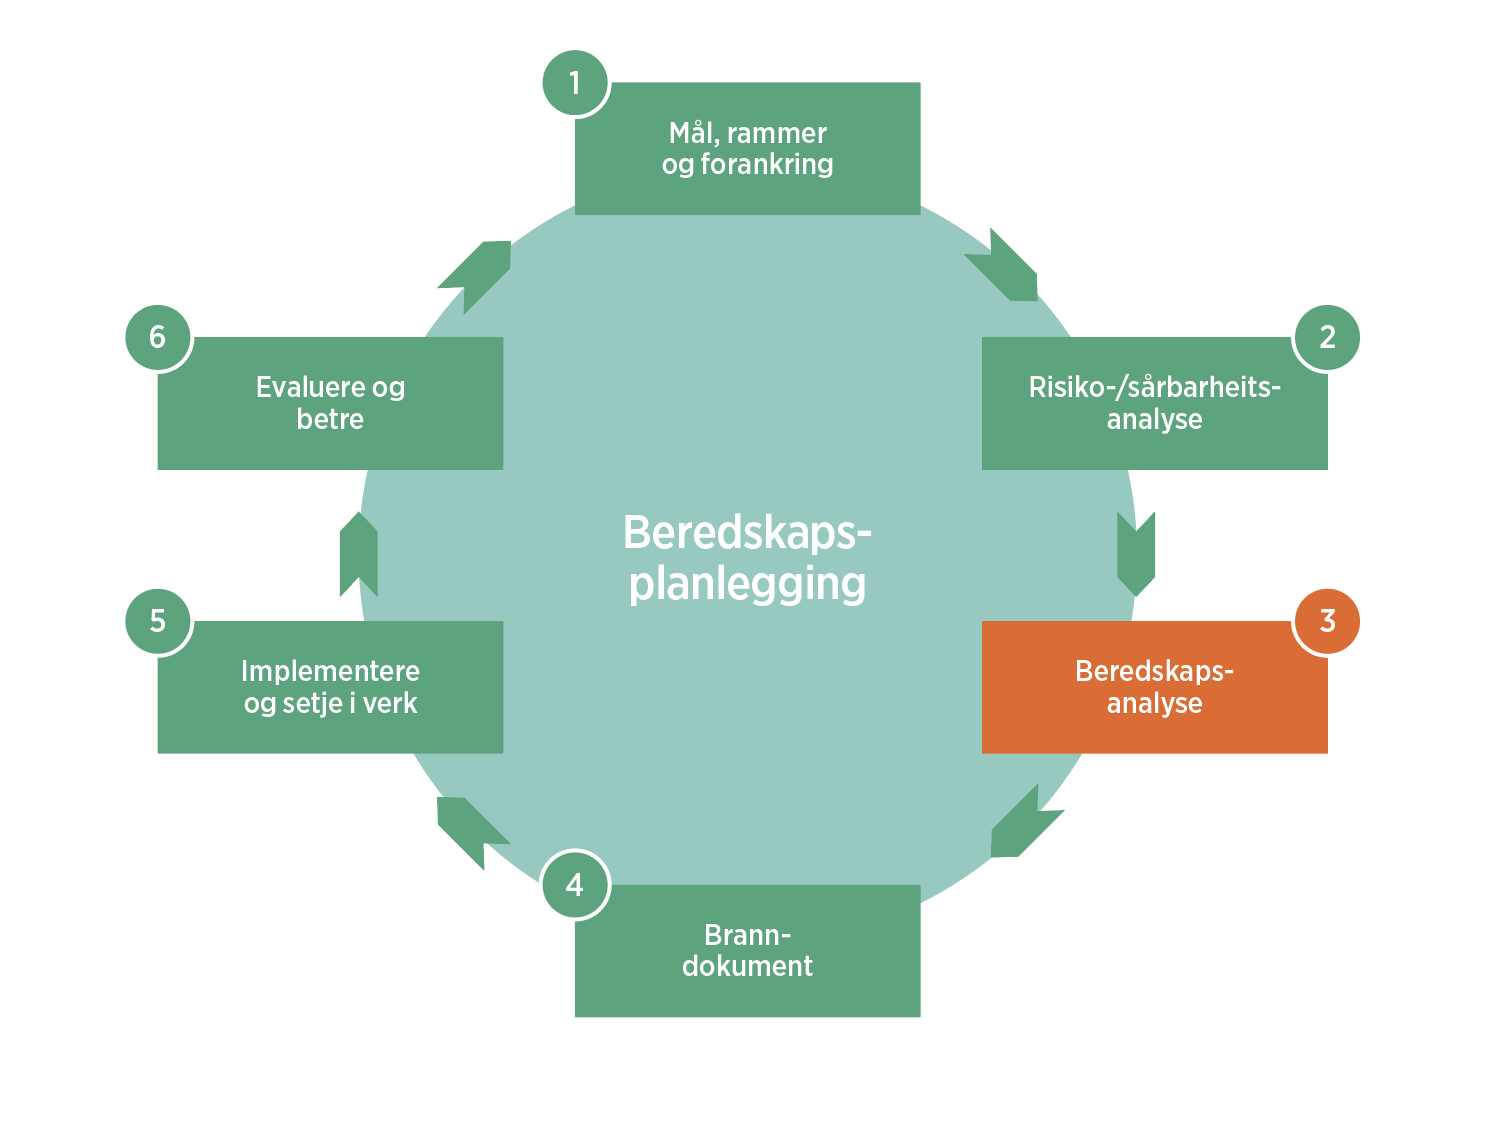 1
Mål, rammer
og forankring
2
Risiko-/sårbarheits-
analyse
3
Beredskaps-
analyse
4
Brann-
dokument
5
Implementere
og setje i verk
6
Evaluere og
betre
Beredskaps-
planlegging